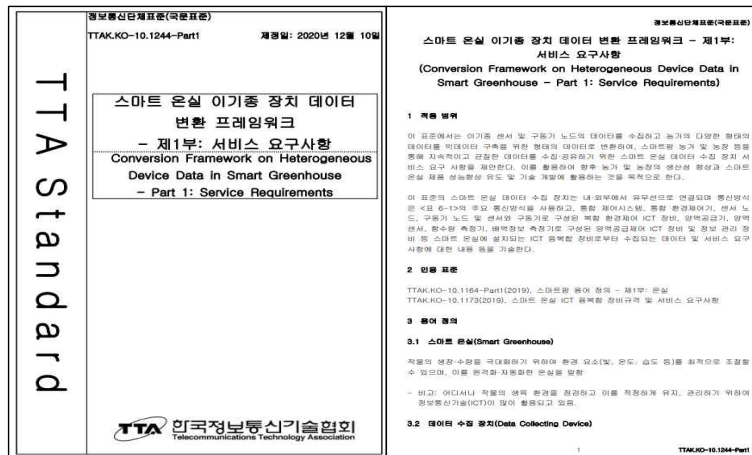 정보통신단체표준(국문표준)
TTAK.KO-10.1244-Part1 제정일: 2020년 12월 10일
TTA Standard
스마트 온실 이기종 장치 데이터
변환 프레임워크
- 제1부: 서비스 요구사항
Conversion Framework on Heterogeneous
Device Data in Smart Greenhouse
- Part 1: Service Requirements
TTA 한국정보통신기술협회
Telecommunications Technology Association
정보통신단체표준(국문표준)
스마트 온실 이기종 장치 데이터 변환 프레임워크 - 제1부:
서비스 요구사항
(Conversion Framework on Heterogeneous Device Data in
Smart Greenhouse - Part 1: Service Requirements)
1 적용 범위
이 표준에서는 이기종 센서 및 구동기 노드의 데이터를 수집하고 농가의 다양한 형태의
데이터를 빅데이터 구축을 위한 형태의 데이터로 변환하여, 스마트팜 농가 및 농장 등을
통해 지속적이고 균질한 데이터를 수집·공유하기 위한 스마트 온실 데이터 수집 장치 서
비스 요구 사항을 제안한다. 이를 활용하여 향후 농가 및 농장의 생산성 향상과 스마트
온실 제품 성능향상 유도 및 기술 개발에 활용하는 것을 목적으로 한다.
이 표준의 스마트 온실 데이터 수집 장치는 내·외부에서 유무선으로 연결되며 통신방식
은 <표 6-1>의 주요 통신방식을 사용하고, 통합 제어시스템, 통합 환경제어기, 센서 노
드, 구동기 노드 및 센서와 구동기로 구성된 복합 환경제어 ICT 장비, 양액공급기, 양액
센서, 함수량 측정기, 배액정보 측정기로 구성된 양액공급제어 ICT 장비 및 정보 관리 장
비 등 스마트 온실에 설치되는 ICT 융복합 장비로부터 수집되는 데이터 및 서비스 요구
사항에 대한 내용 등을 기술한다.
2 인용 표준
TTAK.KO-10.1164-Part1(2019), 스마트팜 용어 정의 - 제1부: 온실
TTAK.KO-10.1173(2019), 스마트 온실 ICT 융복합 장비규격 및 서비스 요구사항
3 용어 정의
3.1 스마트 온실(Smart Greenhouse)
작물의 생장·수량을 극대화하기 위하여 환경 요소(빛, 온도, 습도 등)를 최적으로 조절할
수 있으며, 이를 원격화·자동화한 온실을 말함
- 비고: 어디서나 작물의 생육 환경을 점검하고 이를 적정하게 유지, 관리하기 위하여
정보통신기술(ICT)이 많이 활용되고 있음.
3.2 데이터 수집 장치(Data Collecting Device)
1 TTAK.KO-10.1244-Part1